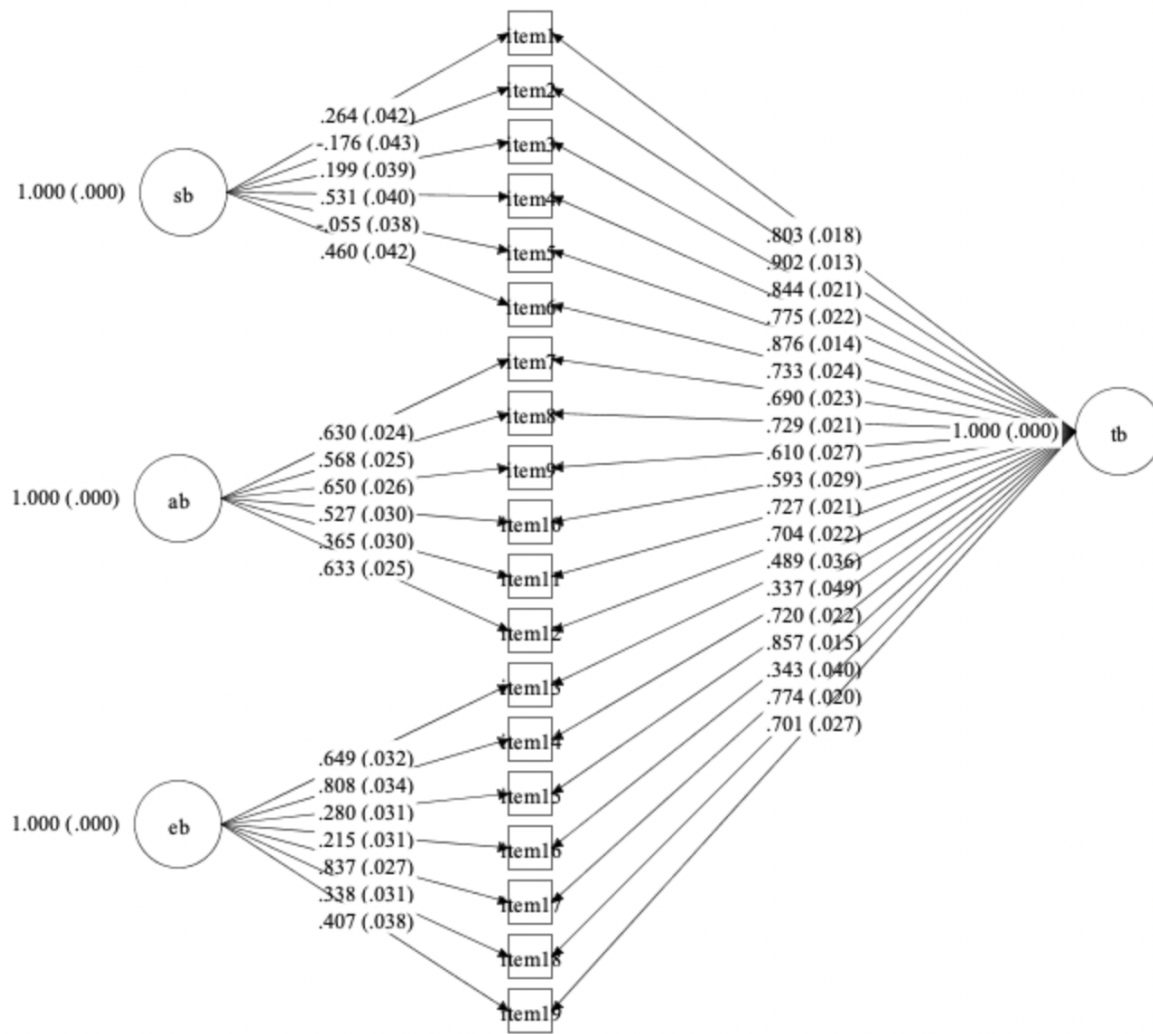 item1
item2
item3
item4
item5
item6
item7
item8
item9
item10
item11
item12
item13
item14
item15
item16
item17
item18
item19
1.000 (.000)
sb
.264 (.042)
-.176 (.043)
.199 (.039)
.531 (.040)
-.055 (.038)
.460 (.042)
1.000 (.000)
ab
.630 (.024)
.568 (.025)
.650 (.026)
.527 (.030)
.365 (.030)
.633 (.025)
1.000 (.000)
eb
.649 (.032)
.808 (.034)
.280 (.031)
.215 (.031)
.837 (.027)
.338 (.031)
.407 (.038)
.803 (.018)
.902 (.013)
.844 (.021)
.775 (.022)
.876 (.014)
.733 (.024)
.690 (.023)
.729 (.021)
.610 (.027)
.593 (.029)
.727 (.021)
.704 (.022)
.489 (.036)
.337 (.049)
.720 (.022)
.857 (.015)
.343 (.040)
.774 (.020)
.701 (.027)
1.000 (.000)
tb